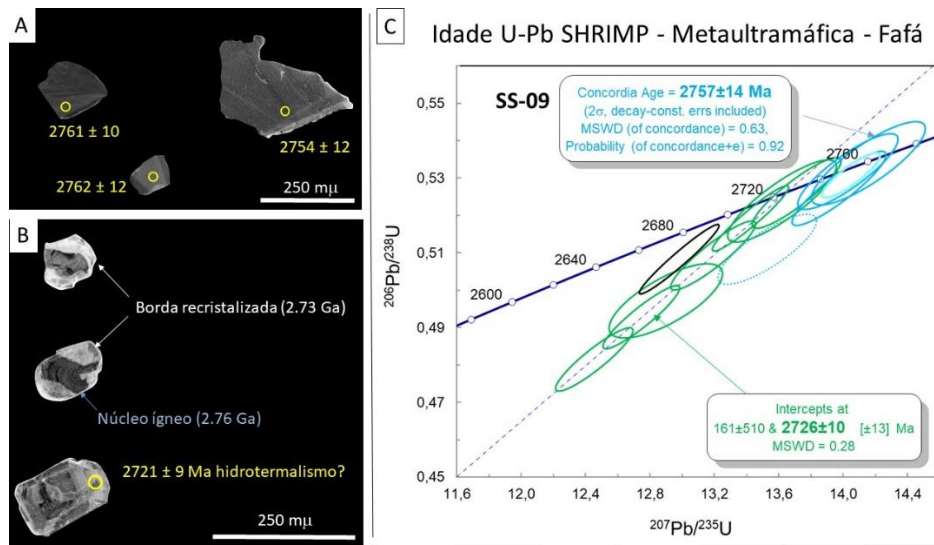 A
2761 ± 10
2754 ± 12
2762 ± 12
250 mμ
B
Borda recristalizada (2.73 Ga)
Núcleo ígneo (2.76 Ga)
2721 ± 9 Ma hidrotermalismo?
250 mμ
C
Idade U-Pb SHRIMP - Metaultramáfica - Fafá
SS-09
Concordia Age = 2757±14 Ma
(2σ, decay-const. errs included)
MSWD (of concordance) = 0.63,
Probability (of concordance+e) = 0.92
0,55
0,53
0,51
0,49
0,47
0,45
206Pb/238U
2760
2720
2680
2640
2600
Intercepts at
161±510 & 2726±10 [±13] Ma
MSWD = 0.28
11,6 12,0 12,4 12,8 13,2 13,6 14,0 14,4
207Pb/235U